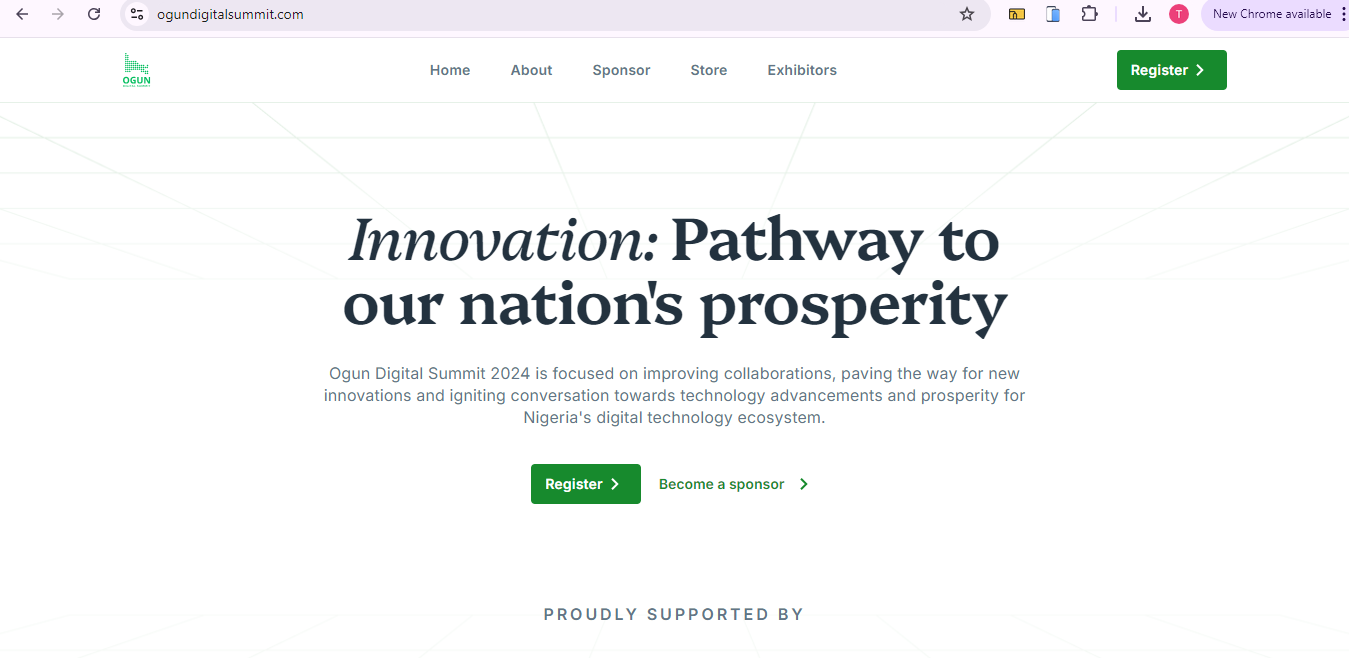 ogundigitalsummit.com
T
New Chrome available
OGUN
DIGITAL SUMMIT
Home
About
Sponsor
Store
Exhibitors
Register
Innovation: Pathway to
our nation's prosperity
Ogun Digital Summit 2024 is focused on improving collaborations, paving the way for new
innovations and igniting conversation towards technology advancements and prosperity for
Nigeria's digital technology ecosystem.
Register
Become a sponsor
PROUDLY SUPPORTED BY